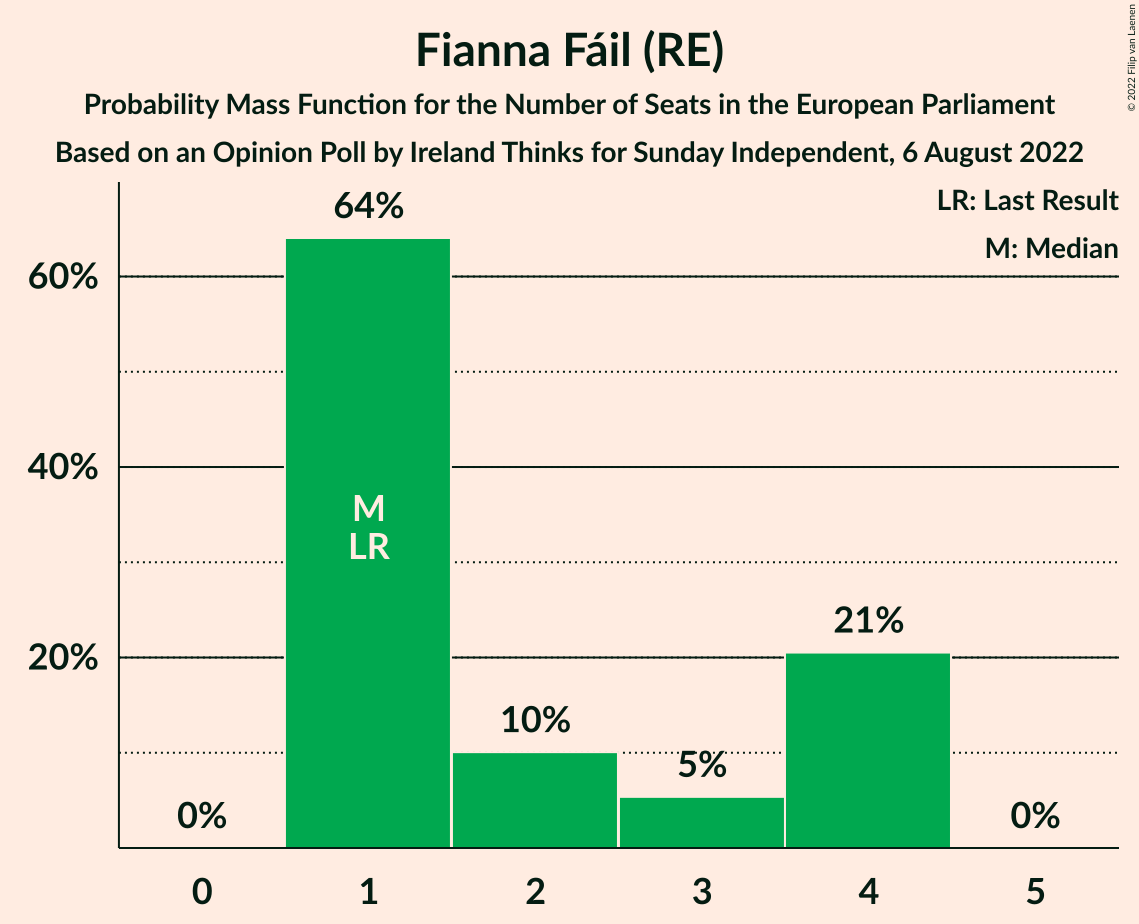 Fianna Fáil (RE)
Probability Mass Function for the Number of Seats in the European Parliament
Based on an Opinion Poll by Ireland Thinks for Sunday Independent, 6 August 2022
© 2022 Filip van Laenen
LR: Last Result
M: Median
64%
60%
40%
M
LR
21%
20%
10%
5%
0%
0%
0 1 2 3 4 5